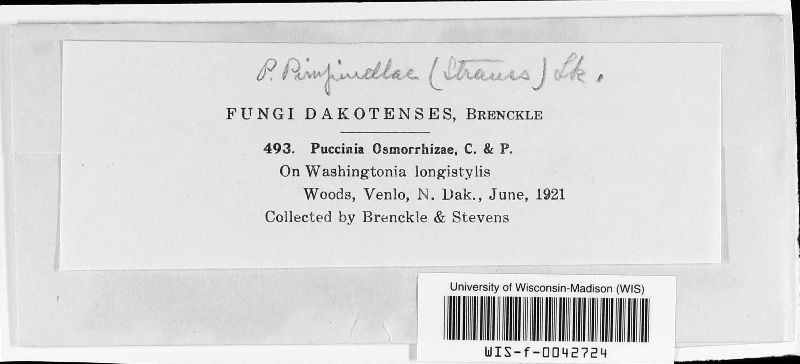 P. Pimpinellae (Strauss) Lk.
FUNGI DAKOTENSES, BRENCKLE
493. Puccinia Osmorrhizae, C. & P.
On Washingtonia longistylis
Woods, Venlo, N. Dak., June, 1921
Collected by Brenckle & Stevens
University of Wisconsin-Madison (WIS)
WIS-f-0042724